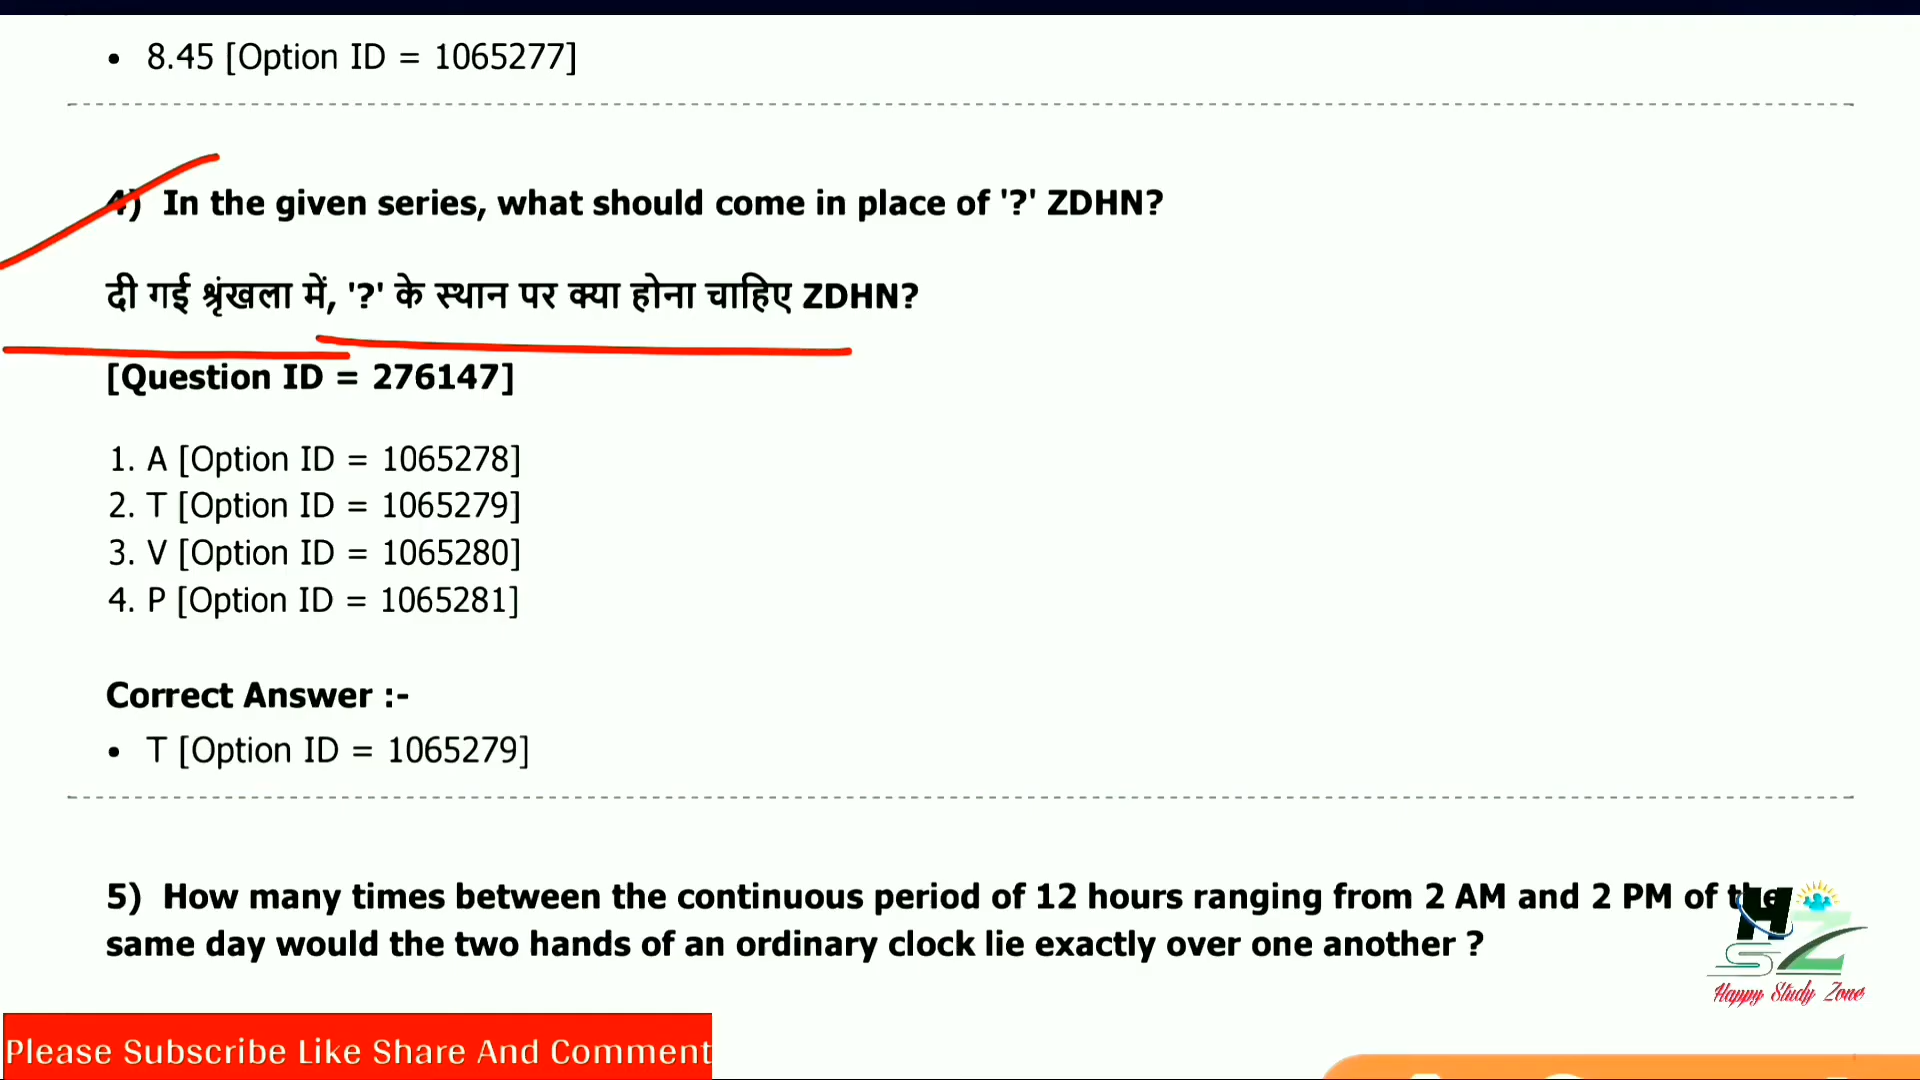 • 8.45 [Option ID = 1065277]
4) In the given series, what should come in place of '?' ZDHN?
दी गई श्रृंखला में, '?' के स्थान पर क्या होना चाहिए ZDHN?
[Question ID = 276147]
1. A [Option ID = 1065278]
2. T [Option ID = 1065279]
3. V [Option ID = 1065280]
4. P [Option ID = 1065281]
Correct Answer :-
• T [Option ID = 1065279]
5) How many times between the continuous period of 12 hours ranging from 2 AM and 2 PM of the
same day would the two hands of an ordinary clock lie exactly over one another ?
HSZ
Happy Study Zone
Please Subscribe Like Share And Comment